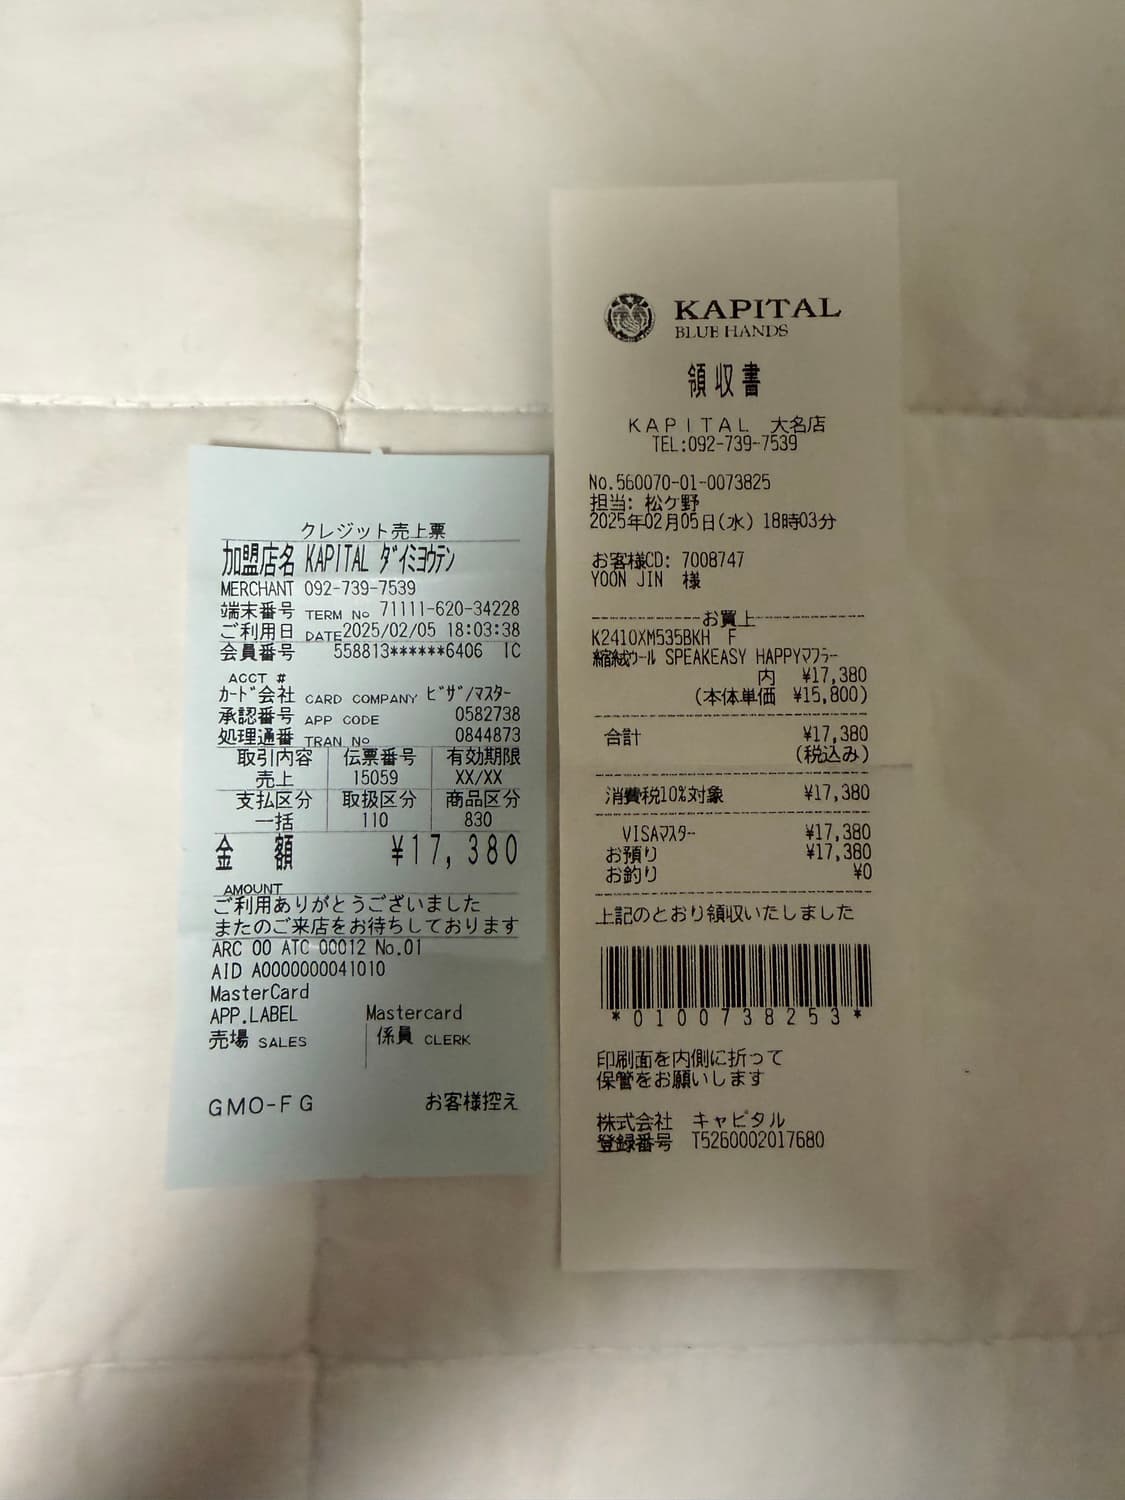 クレジット売上票
加盟店名 KAPITAL ダイミヨウテン
MERCHANT 092-739-7539
端末番号 TERM No 71111-620-34228
ご利用日 DATE 2025/02/05 18:03:38
会員番号 558813******6406 IC
ACCT #
カード会社 CARD COMPANY ビザ/マスター
承認番号 APP CODE 0582738
処理通番 TRAN No 0844873
取引内容 伝票番号 有効期限
売上 15059 XX/XX
支払区分 取扱区分 商品区分
一括 110 830
金額 ¥17,380
AMOUNT
ご利用ありがとうございました
またのご来店をお待ちしております
ARC 00 ATC 00012 No.01
AID A0000000041010
MasterCard
APP.LABEL Mastercard
売場 SALES 係員 CLERK
GMO-FG お客様控え
KAPITAL
BLUE HANDS
領収書
KAPITAL 大名店
TEL:092-739-7539
No.560070-01-0073825
担当: 松ケ野
2025年02月05日(水) 18時03分
お客様CD: 7008747
YOON JIN 様
お買上
K2410XM535BKH F
縮絨ウール SPEAKEASY HAPPYマフラー
内 ¥17,380
(本体単価 ¥15,800)
合計 ¥17,380
(税込み)
消費税10%対象 ¥17,380
VISAマスター ¥17,380
お預り ¥17,380
お釣り ¥0
上記のとおり領収いたしました
*0100738253*
印刷面を内側に折って
保管をお願いします
株式会社 キャピタル
登録番号 T5260002017680